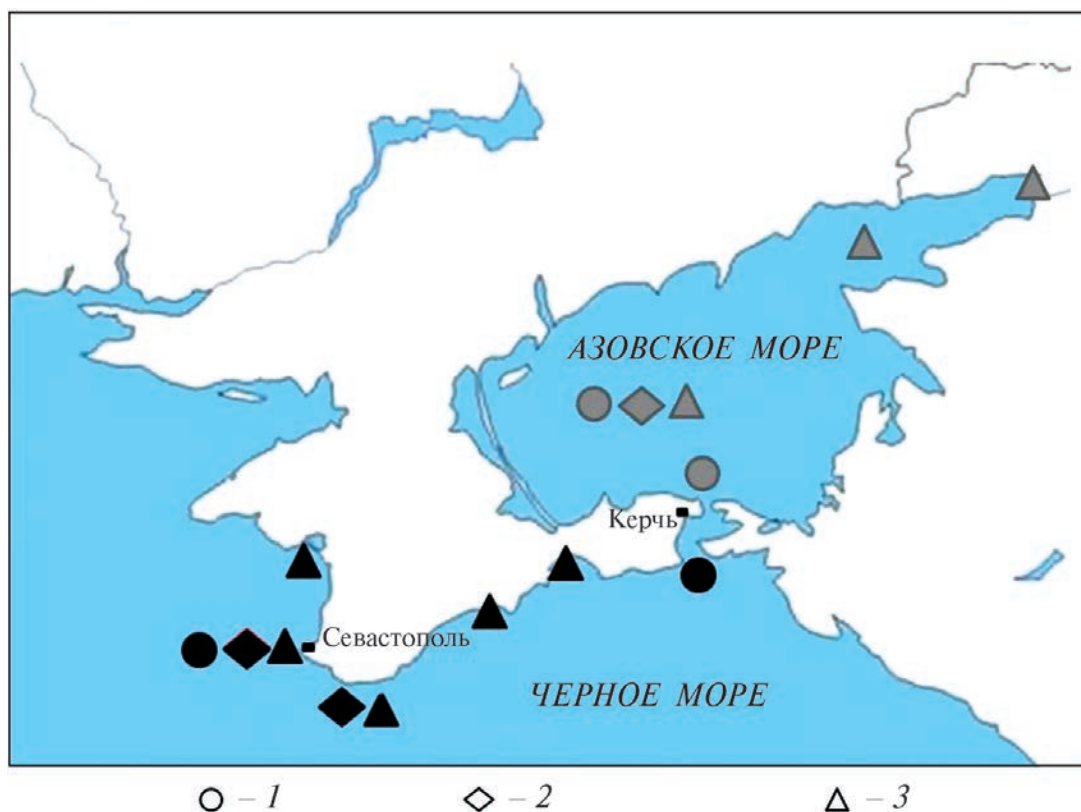 АЗОВСКОЕ МОРЕ
Керчь
Севастополь
ЧЕРНОЕ МОРЕ
– 1 – 2 – 3